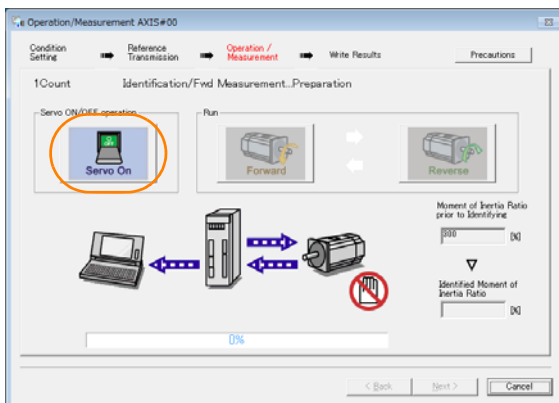 Operation/Measurement AXIS#00
Condition Setting
Reference Transmission
Operation / Measurement
Write Results
Precautions
1Count
Identification/Fwd Measurement...Preparation
Servo ON/OFF operation
Run
Servo On
Forward
Reverse
Moment of Inertia Ratio prior to Identifying
300 [%]
Identified Moment of Inertia Ratio
[%]
0%
< Back
Next >
Cancel